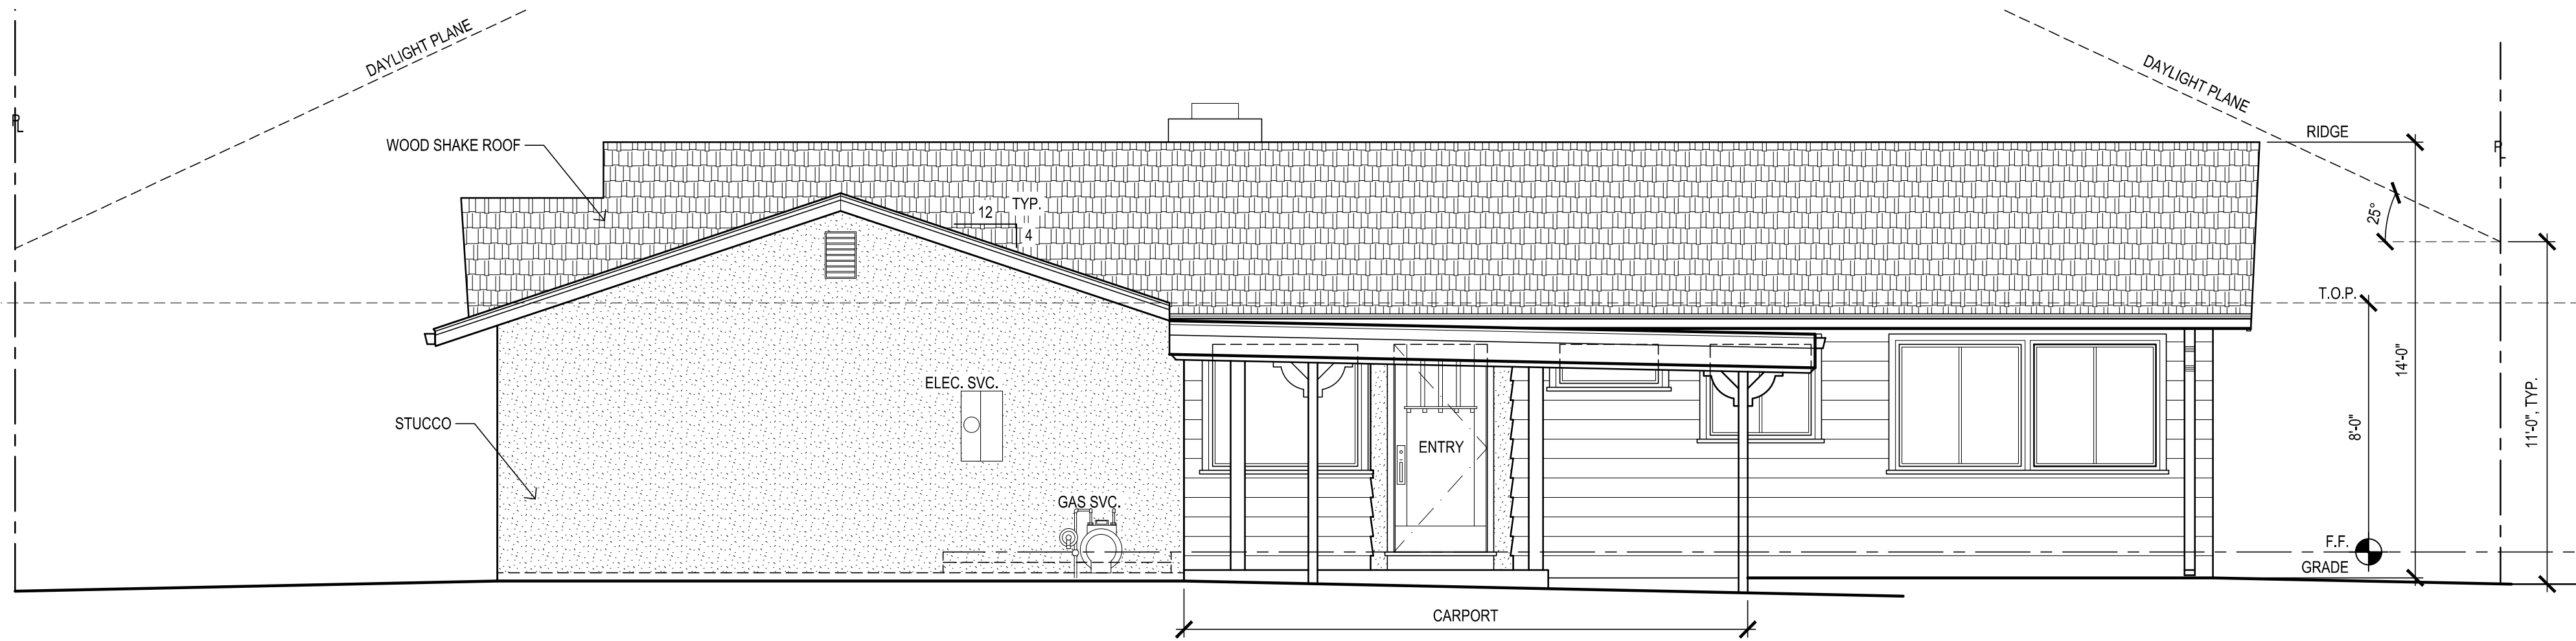 DAYLIGHT PLANE
DAYLIGHT PLANE
PL
WOOD SHAKE ROOF
RIDGE
PL
12
TYP.
4
25°
T.O.P.
ELEC. SVC.
STUCCO
ENTRY
GAS SVC.
8'-0"
14'-0"
11'-0", TYP.
F.F.
GRADE
CARPORT